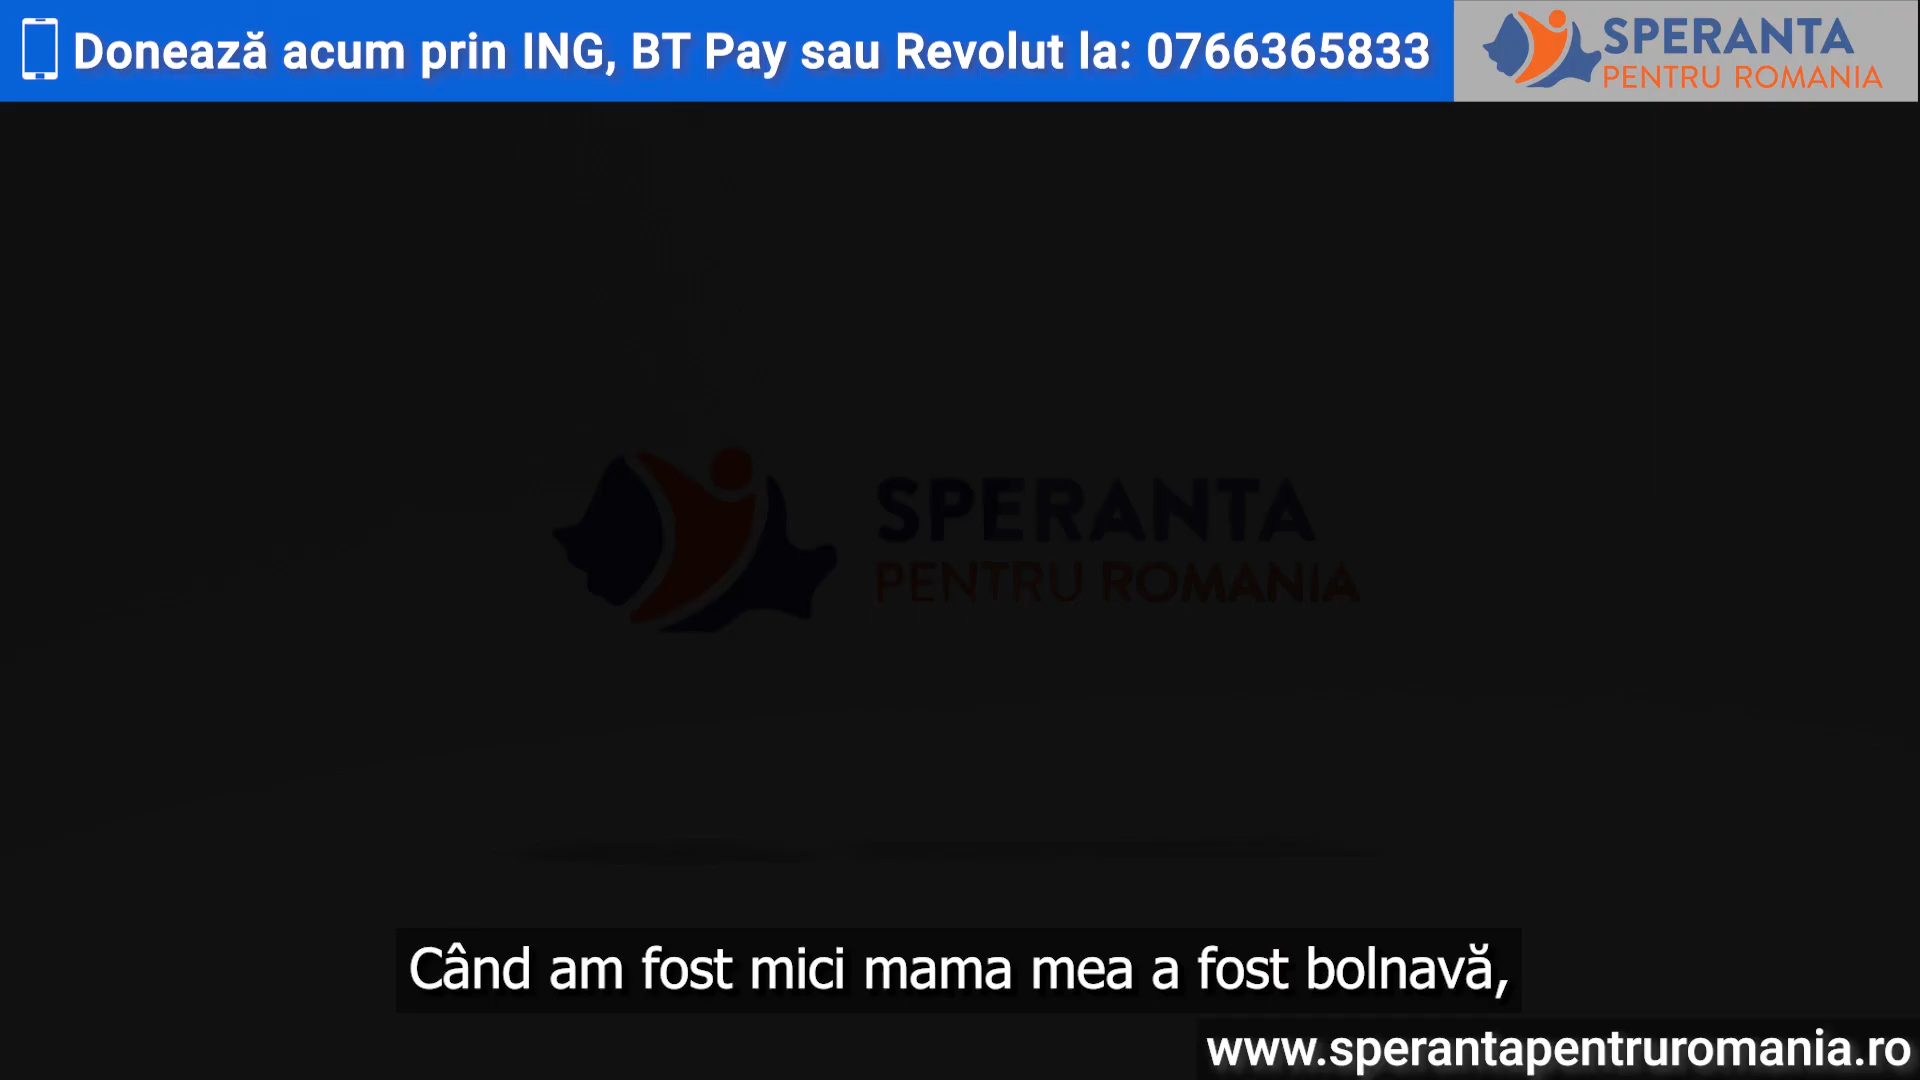 Donează acum prin ING, BT Pay sau Revolut la: 0766365833
SPERANTA
PENTRU ROMANIA
SPERANTA
PENTRU ROMANIA
Când am fost mici mama mea a fost bolnavă,
www.sperantapentruromania.ro